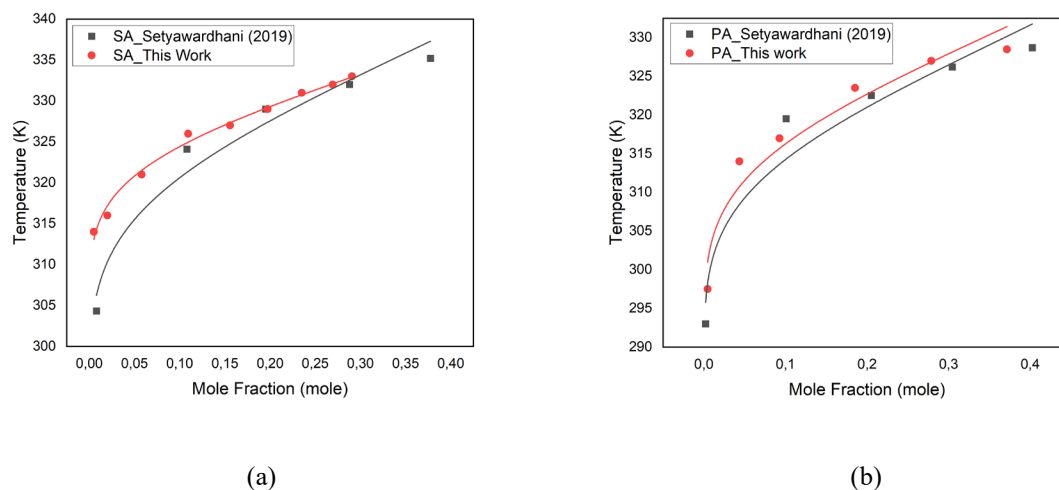 SA_Setyawardhani (2019)
SA_This Work
340
335
330
325
320
315
310
305
300
Temperature (K)
0,00 0,05 0,10 0,15 0,20 0,25 0,30 0,35 0,40
Mole Fraction (mole)
(a)
PA_Setyawardhani (2019)
PA_This work
330
325
320
315
310
305
300
295
290
Temperature (K)
0,0 0,1 0,2 0,3 0,4
Mole Fraction (mole)
(b)